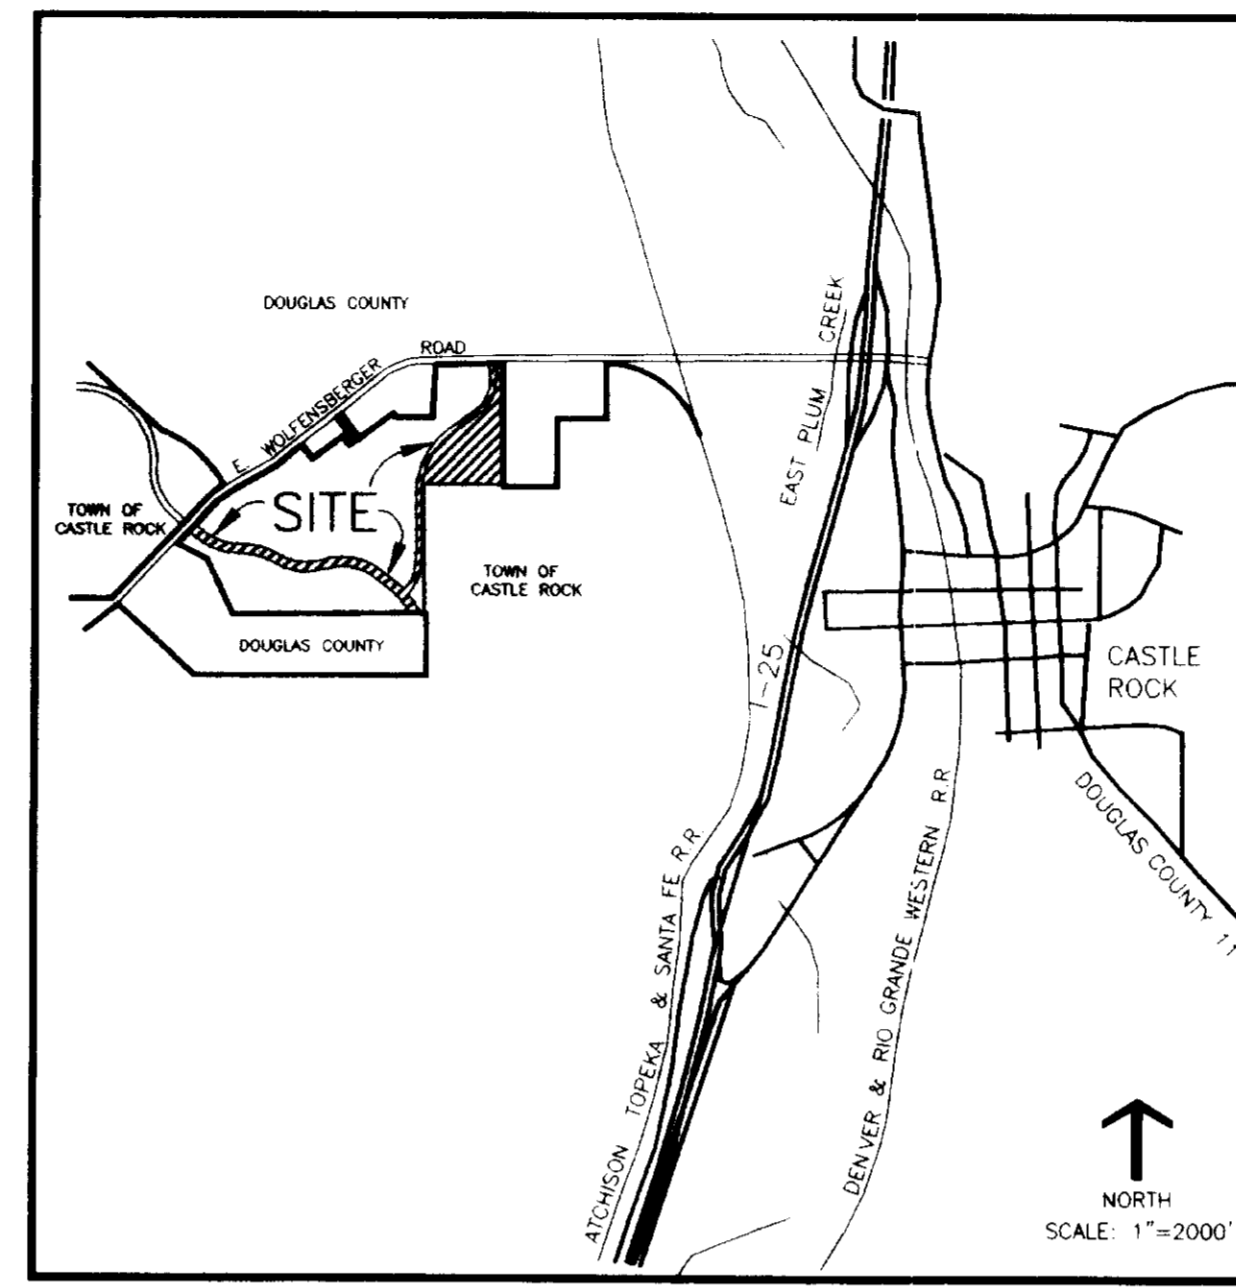 DOUGLAS COUNTY
E. WOLFENSBERGER ROAD
EAST PLUM CREEK
SITE
TOWN OF
CASTLE ROCK
TOWN OF
CASTLE ROCK
DOUGLAS COUNTY
I-25
CASTLE
ROCK
DOUGLAS COUNTY 11
ATCHISON TOPEKA & SANTA FE R.R.
DENVER & RIO GRANDE WESTERN R.R
NORTH
SCALE: 1"=2000'